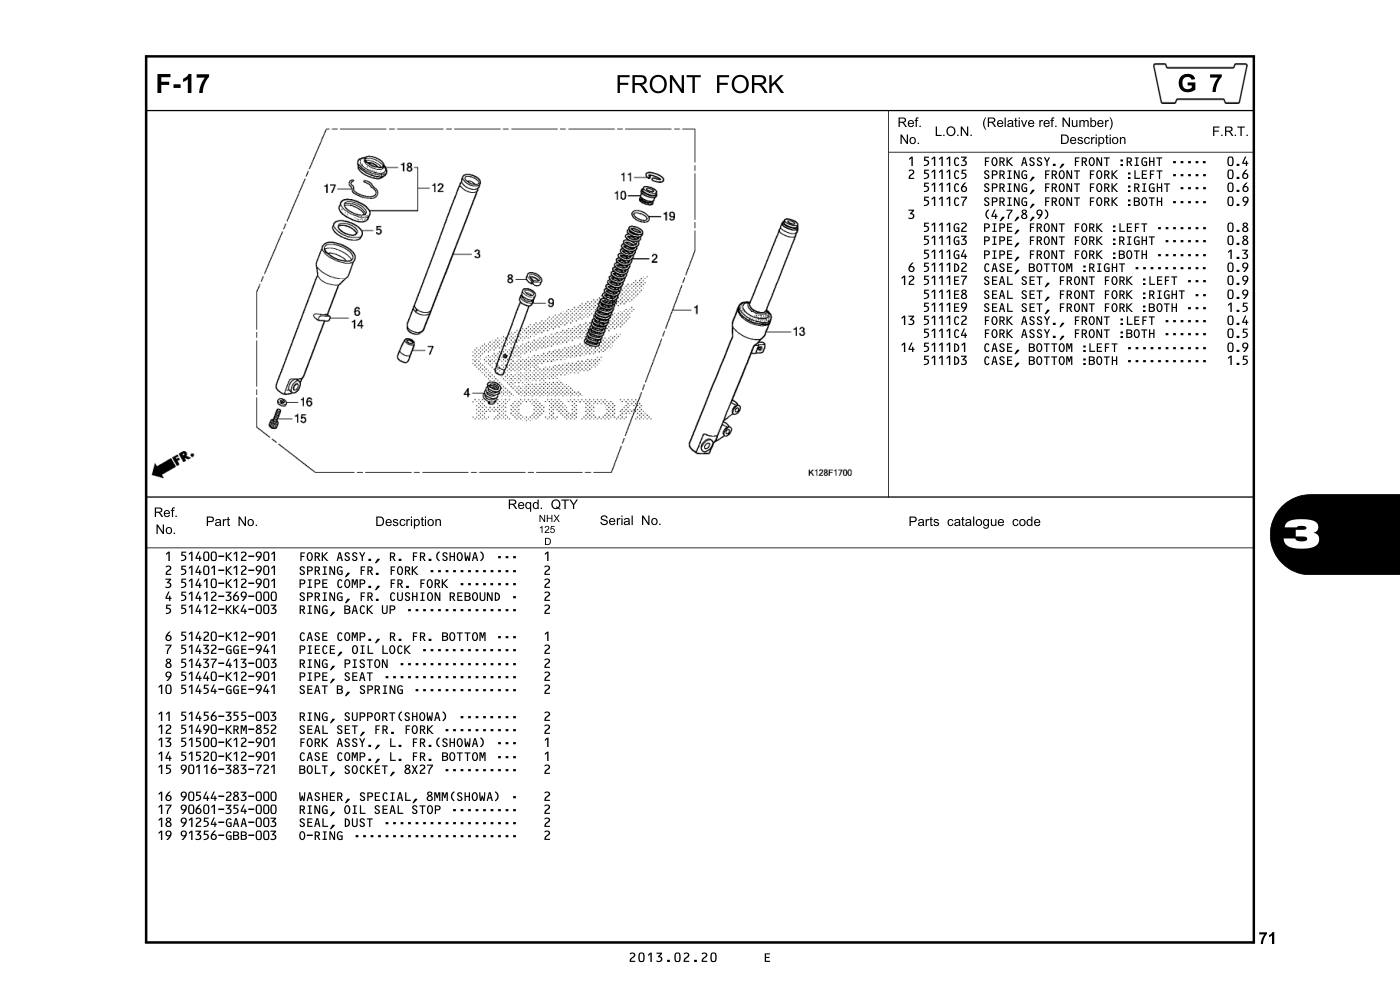 F-17 FRONT FORK G 7
18
17
12
5
3
6
14
16
15
7
8
9
4
11
10
19
2
1
13
HONDA
FR.
K128F1700
Ref. No. L.O.N. (Relative ref. Number) Description F.R.T.
1 5111C3 FORK ASSY., FRONT :RIGHT ----- 0.4
2 5111C5 SPRING, FRONT FORK :LEFT ---- 0.6
5111C6 SPRING, FRONT FORK :RIGHT ---- 0.6
5111C7 SPRING, FRONT FORK :BOTH ---- 0.9
3 (4,7,8,9)
5111G2 PIPE, FRONT FORK :LEFT ------- 0.8
5111G3 PIPE, FRONT FORK :RIGHT ------ 0.8
5111G4 PIPE, FRONT FORK :BOTH ------- 1.3
6 5111D2 CASE, BOTTOM :RIGHT ---------- 0.9
12 5111E7 SEAL SET, FRONT FORK :LEFT --- 0.9
5111E8 SEAL SET, FRONT FORK :RIGHT -- 0.9
5111E9 SEAL SET, FRONT FORK :BOTH --- 1.5
13 5111C2 FORK ASSY., FRONT :LEFT ------ 0.4
5111C4 FORK ASSY., FRONT :BOTH ------ 0.5
14 5111D1 CASE, BOTTOM :LEFT ----------- 0.9
5111D3 CASE, BOTTOM :BOTH ----------- 1.5
Ref. No. Part No. Description Reqd. QTY NHX 125 D Serial No. Parts catalogue code
1 51400-K12-901 FORK ASSY., R. FR.(SHOWA) --- 1
2 51401-K12-901 SPRING, FR. FORK ------------ 2
3 51410-K12-901 PIPE COMP., FR. FORK -------- 2
4 51412-369-000 SPRING, FR. CUSHION REBOUND - 2
5 51412-KK4-003 RING, BACK UP --------------- 2
6 51420-K12-901 CASE COMP., R. FR. BOTTOM --- 1
7 51432-GGE-941 PIECE, OIL LOCK ------------- 2
8 51437-413-003 RING, PISTON ---------------- 2
9 51440-K12-901 PIPE, SEAT ------------------ 2
10 51454-GGE-941 SEAT B, SPRING -------------- 2
11 51456-355-003 RING, SUPPORT(SHOWA) -------- 2
12 51490-KRM-852 SEAL SET, FR. FORK ---------- 2
13 51500-K12-901 FORK ASSY., L. FR.(SHOWA) --- 1
14 51520-K12-901 CASE COMP., L. FR. BOTTOM --- 1
15 90116-383-721 BOLT, SOCKET, 8X27 ---------- 2
16 90544-283-000 WASHER, SPECIAL, 8MM(SHOWA) - 2
17 90601-354-000 RING, OIL SEAL STOP --------- 2
18 91254-GAA-003 SEAL, DUST ------------------ 2
19 91356-GBB-003 O-RING ---------------------- 2
3
71
2013.02.20 E